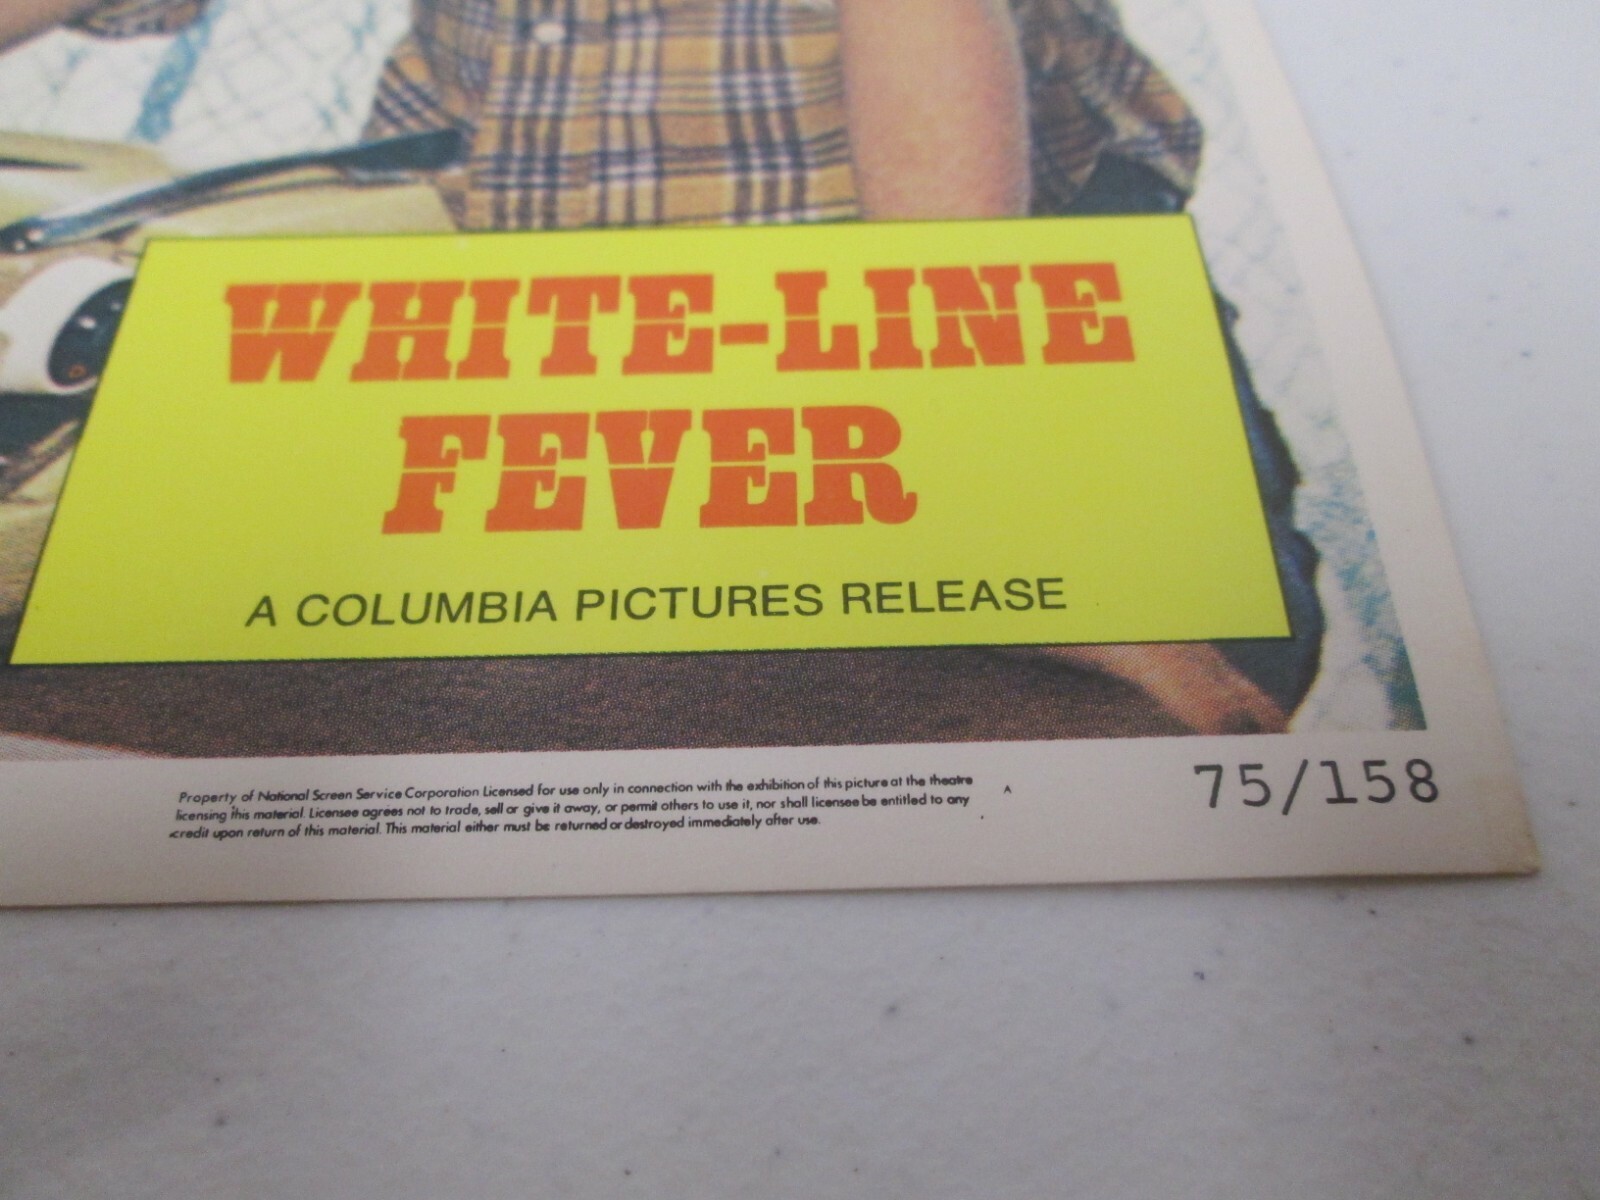 WHITE-LINE
FEVER
A COLUMBIA PICTURES RELEASE
Property of National Screen Service Corporation Licensed for use only in connection with the exhibition of this picture at the theatre
licensing this material. Licensee agrees not to trade, sell or give it away, or permit others to use it, nor shall licensee be entitled to any
credit upon return of this material. This material either must be returned or destroyed immediately after use.
75/158